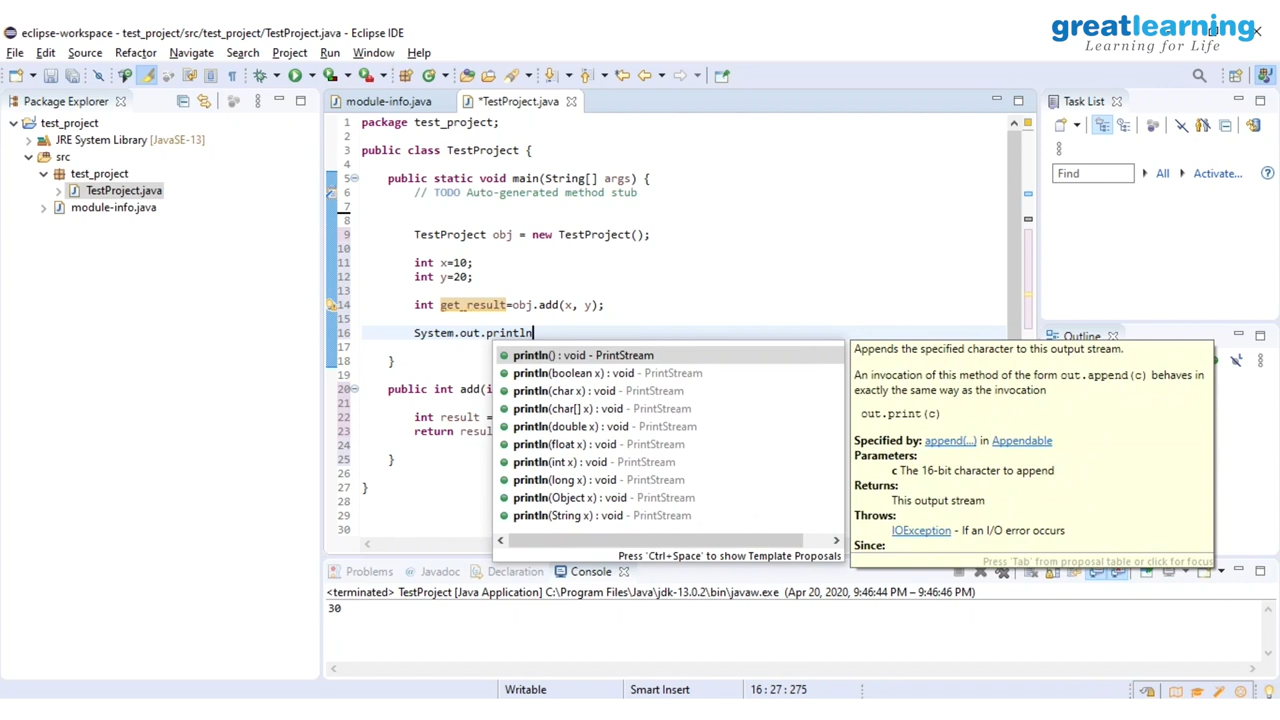 greatlearning
Learning for Life
eclipse-workspace - test_project/src/test_project/TestProject.java - Eclipse IDE
File Edit Source Refactor Navigate Search Project Run Window Help
Package Explorer
test_project
JRE System Library [JavaSE-13]
src
test_project
TestProject.java
module-info.java
module-info.java *TestProject.java
1 package test_project;
2
3 public class TestProject {
4
5 public static void main(String[] args) {
6 // TODO Auto-generated method stub
7
8
9 TestProject obj = new TestProject();
10
11 int x=10;
12 int y=20;
13
14 int get_result=obj.add(x, y);
15
16 System.out.println
17
18 }
19
20 public int add(i
21
22 int result =
23 return resul
24
25 }
26
27 }
28
29
30
println() : void - PrintStream
println(boolean x) : void - PrintStream
println(char x) : void - PrintStream
println(char[] x) : void - PrintStream
println(double x) : void - PrintStream
println(float x) : void - PrintStream
println(int x) : void - PrintStream
println(long x) : void - PrintStream
println(Object x) : void - PrintStream
println(String x) : void - PrintStream
Press 'Ctrl+Space' to show Template Proposals
Appends the specified character to this output stream.
An invocation of this method of the form out.append(c) behaves in
exactly the same way as the invocation
out.print(c)
Specified by: append(...) in Appendable
Parameters:
c The 16-bit character to append
Returns:
This output stream
Throws:
IOException - If an I/O error occurs
Since:
Press 'Tab' from proposal table or click for focus
Task List
Find All Activate...
Outline
Problems Javadoc Declaration Console
<terminated> TestProject [Java Application] C:\Program Files\Java\jdk-13.0.2\bin\javaw.exe (Apr 20, 2020, 9:46:44 PM – 9:46:46 PM)
30
Writable Smart Insert 16 : 27 : 275